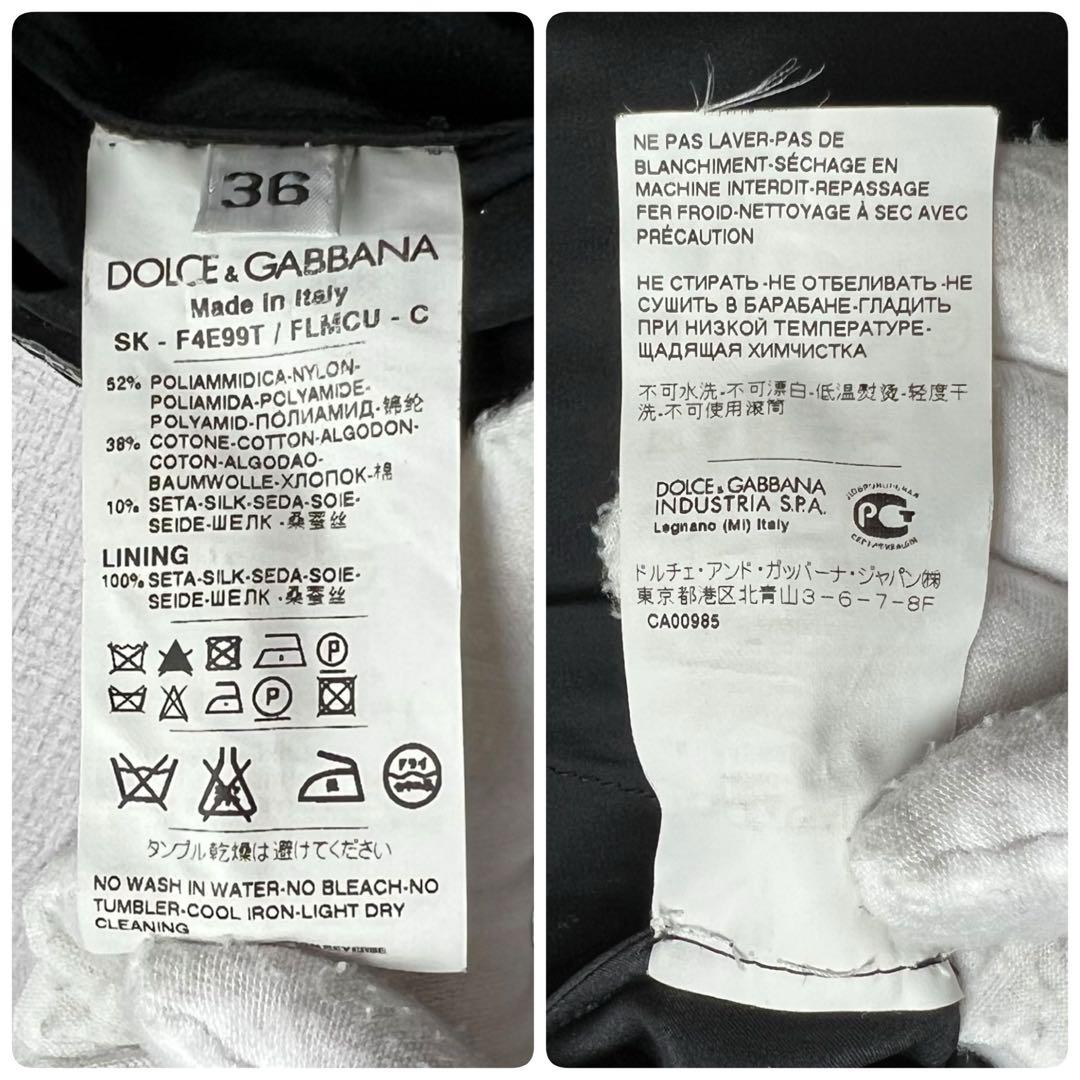 36
DOLCE & GABBANA
Made in Italy
SK - F4E99T / FLMCU - C
52% POLIAMMIDICA-NYLON-
POLIAMIDA-POLYAMIDE-
POLYAMID-ПОЛИАМИД-锦纶
38% COTONE-COTTON-ALGODON-
COTON-ALGODAO-
BAUMWOLLE-ХЛОПОК-棉
10% SETA-SILK-SEDA-SOIE-
SEIDE-ШЕЛК-桑蚕丝
LINING
100% SETA-SILK-SEDA-SOIE-
SEIDE-ШЕЛК-桑蚕丝
P
P
ドライ
タンブル乾燥は避けてください
NO WASH IN WATER-NO BLEACH-NO
TUMBLER-COOL IRON-LIGHT DRY
CLEANING
NE PAS LAVER-PAS DE
BLANCHIMENT-SÉCHAGE EN
MACHINE INTERDIT-REPASSAGE
FER FROID-NETTOYAGE À SEC AVEC
PRÉCAUTION
НЕ СТИРАТЬ-НЕ ОТБЕЛИВАТЬ-НЕ
СУШИТЬ В БАРАБАНЕ-ГЛАДИТЬ
ПРИ НИЗКОЙ ТЕМПЕРАТУРЕ-
ЩАДЯЩАЯ ХИМЧИСТКА
不可水洗-不可漂白-低温熨烫-轻度干
洗-不可使用滚筒
DOLCE & GABBANA
INDUSTRIA S.P.A.
Legnano (MI) Italy
ドルチェ・アンド・ガッバーナ・ジャパン㈱
東京都港区北青山3-6-7-8F
CA00985